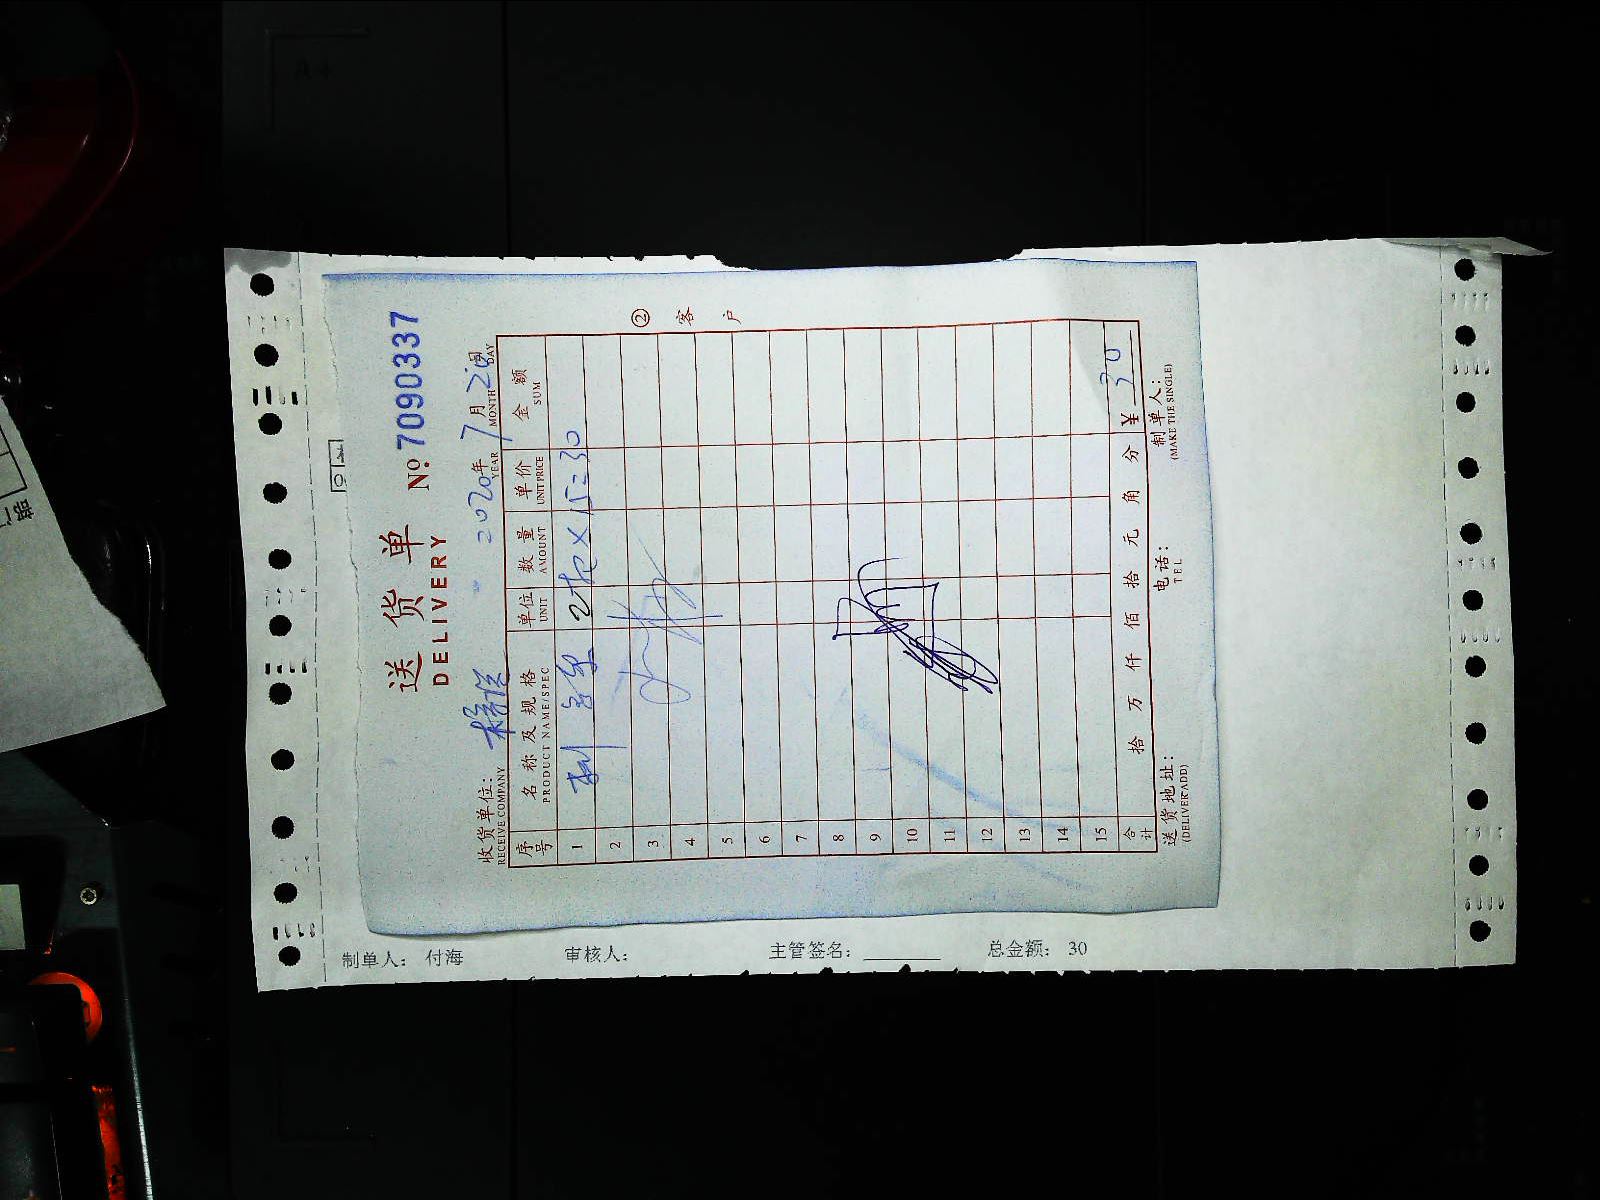 送货单
DELIVERY
№ 7090337
收货单位：
RECEIVE COMPANY
2020年 7月
YEAR MONTH DAY
序号 名称及规格 单位 数量 单价 金额
PRODUCT NAME/SPEC UNIT AMOUNT UNIT PRICE SUM
1 2 × 15 = 30
2
3
4
5
6
7
8
9
10
11
12
13
14
15
合计 拾 万 仟 佰 拾 元 角 分 ¥ 30
送货地址： 电话： 制单人：
(DELIVER ADD) TEL (MAKE THE SINGLE)
② 客户
制单人： 付海 审核人： 主管签名： 总金额： 30